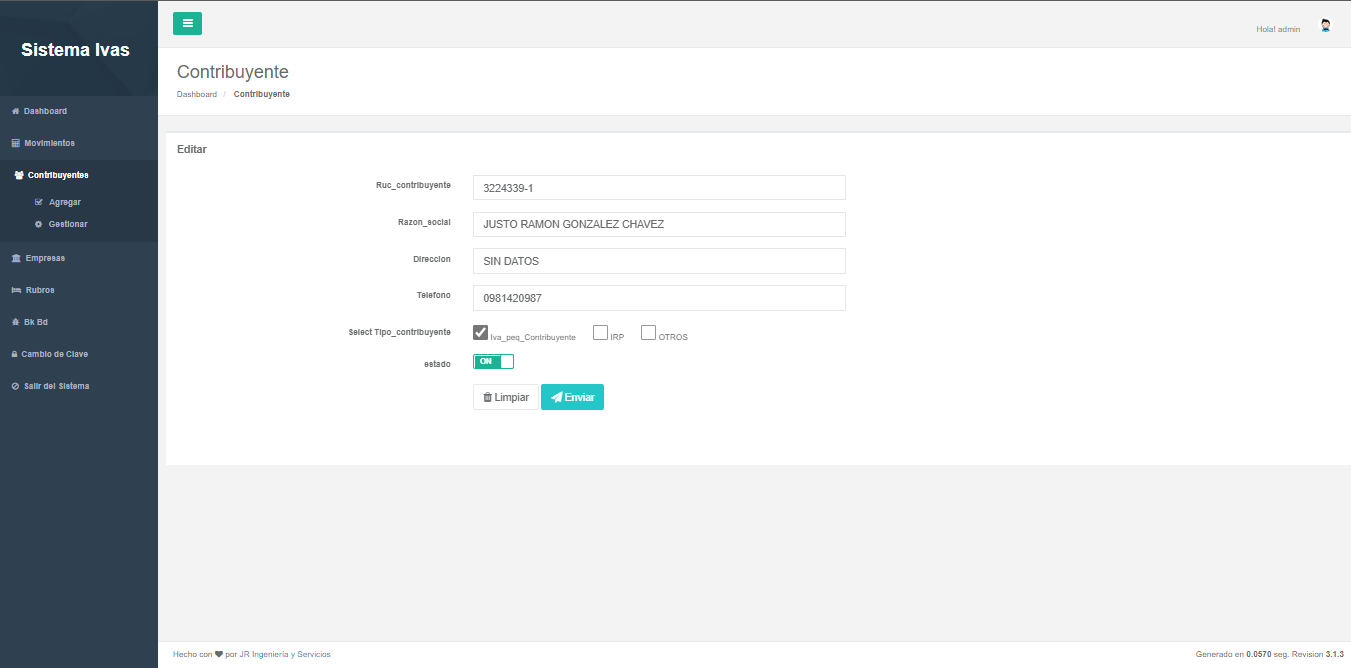 Sistema Ivas
Hola! admin
Dashboard
Movimientos
Contribuyentes
Agregar
Gestionar
Empresas
Rubros
Bk Bd
Cambio de Clave
Salir del Sistema
Contribuyente
Dashboard / Contribuyente
Editar
Ruc_contribuyente 3224339-1
Razon_social JUSTO RAMON GONZALEZ CHAVEZ
Direccion SIN DATOS
Telefono 0981420987
Select Tipo_contribuyente Iva_peq_Contribuyente IRP OTROS
estado ON
Limpiar Enviar
Hecho con por JR Ingeniería y Servicios
Generado en 0.0570 seg. Revision 3.1.3